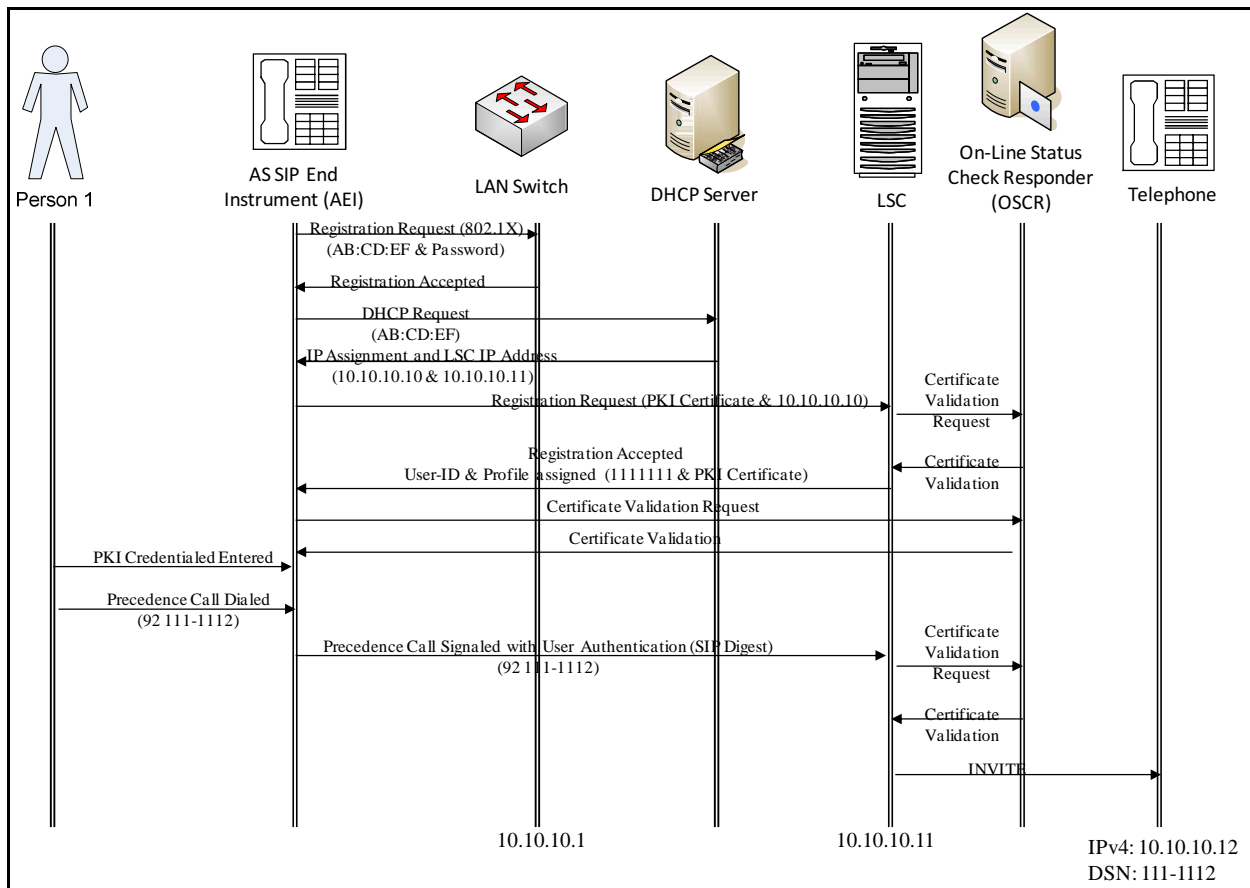 Person 1
AS SIP End
Instrument (AEI)
LAN Switch
DHCP Server
LSC
On-Line Status
Check Responder
(OSCR)
Telephone
Registration Request (802.1X)
(AB:CD:EF & Password)
Registration Accepted
DHCP Request
(AB:CD:EF)
IP Assignment and LSC IP Address
(10.10.10.10 & 10.10.10.11)
Registration Request (PKI Certificate & 10.10.10.10)
Certificate
Validation
Request
Registration Accepted
User-ID & Profile assigned (1111111 & PKI Certificate)
Certificate
Validation
Certificate Validation Request
Certificate Validation
PKI Credentialed Entered
Precedence Call Dialed
(92 111-1112)
Precedence Call Signaled with User Authentication (SIP Digest)
(92 111-1112)
Certificate
Validation
Request
Certificate
Validation
INVITE
10.10.10.1
10.10.10.11
IPv4: 10.10.10.12
DSN: 111-1112